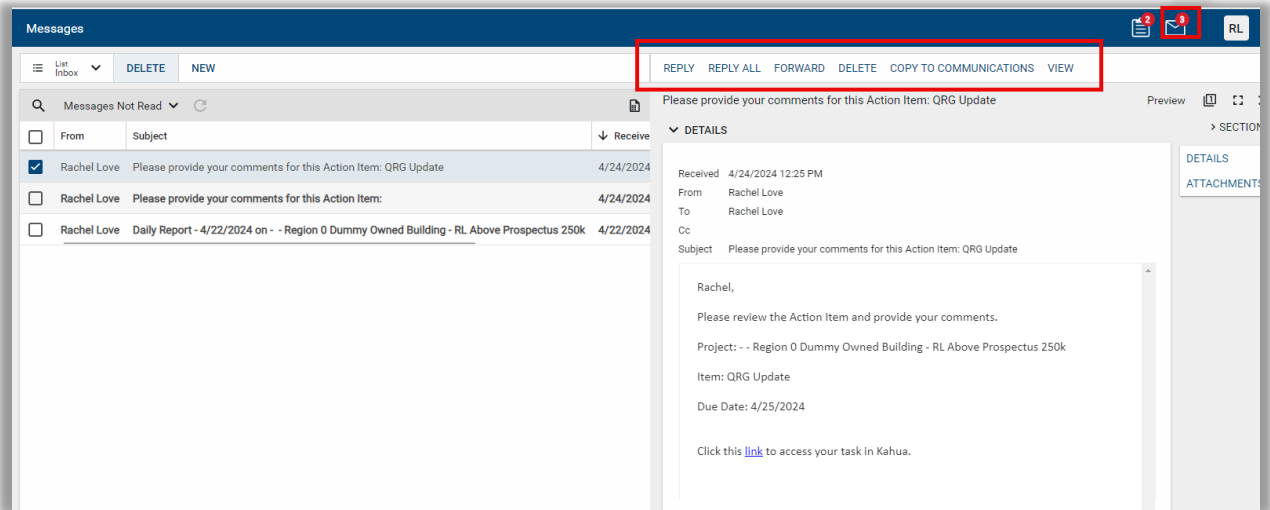 Messages
2
3
RL
List
Inbox
DELETE
NEW
REPLY REPLY ALL FORWARD DELETE COPY TO COMMUNICATIONS VIEW
Messages Not Read
Please provide your comments for this Action Item: QRG Update
Preview
From Subject Receive
DETAILS
SECTION
Rachel Love Please provide your comments for this Action Item: QRG Update 4/24/2024
Rachel Love Please provide your comments for this Action Item: 4/24/2024
Rachel Love Daily Report - 4/22/2024 on - - Region 0 Dummy Owned Building - RL Above Prospectus 250k 4/22/2024
Received 4/24/2024 12:25 PM
From Rachel Love
To Rachel Love
Cc
Subject Please provide your comments for this Action Item: QRG Update
Rachel,
Please review the Action Item and provide your comments.
Project: - - Region 0 Dummy Owned Building - RL Above Prospectus 250k
Item: QRG Update
Due Date: 4/25/2024
Click this link to access your task in Kahua.
DETAILS
ATTACHMENTS